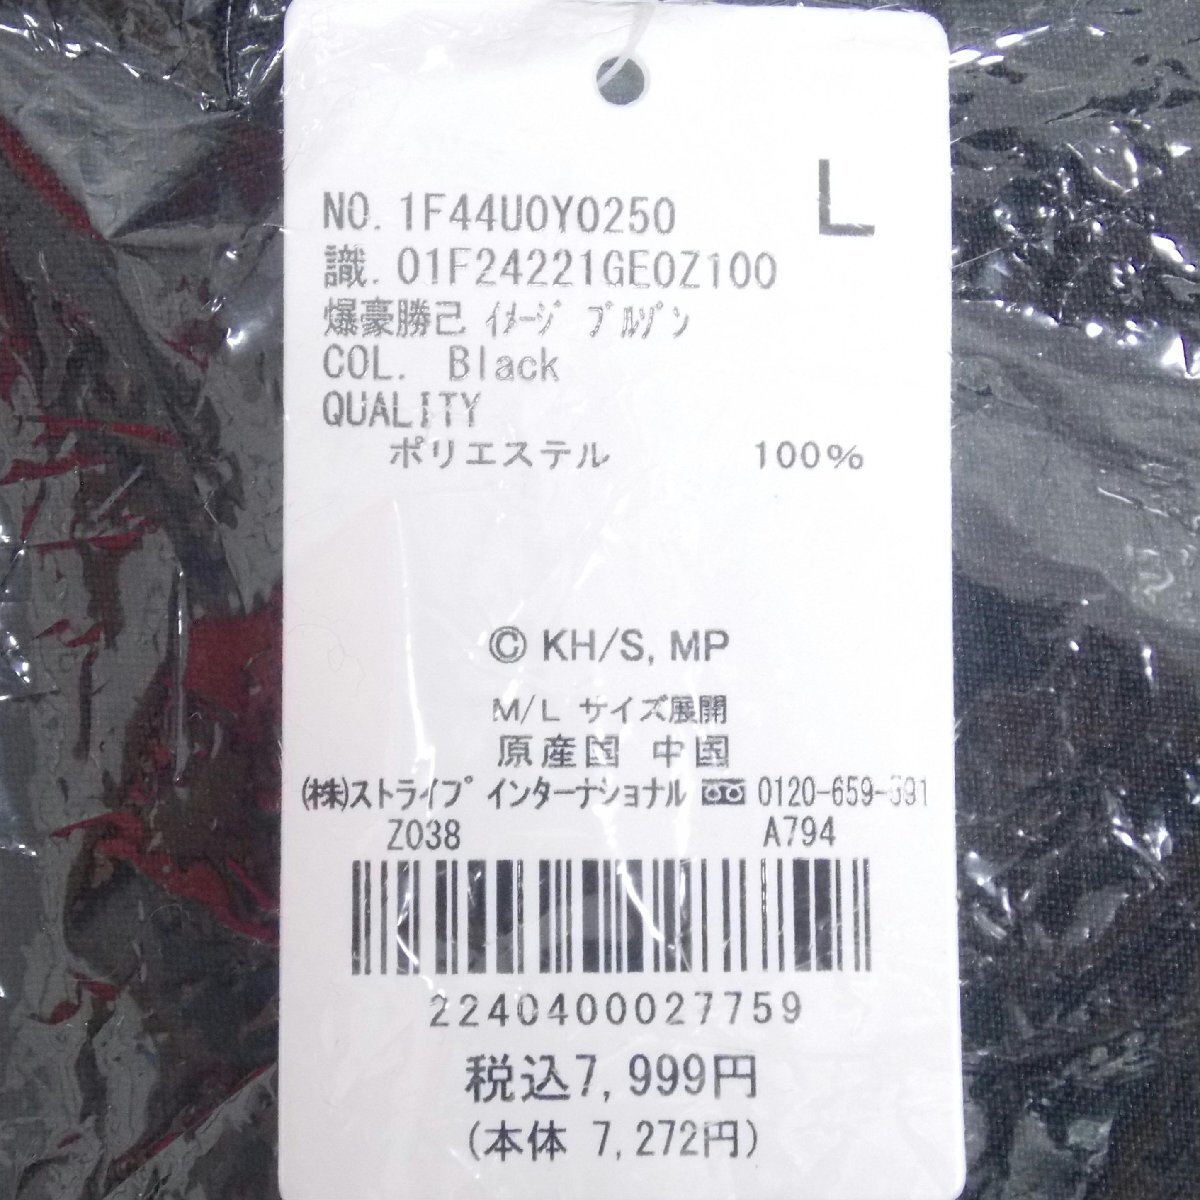 L
NO. 1F44U0Y0250
識. 01F24221GE0Z100
爆豪勝己 ｲﾒｰｼﾞ ﾌﾞﾙｿﾞﾝ
COL. Black
QUALITY
ポリエステル 100%
© KH/S, MP
M/L サイズ展開
原産国 中国
(株)ストライプ インターナショナル 0120-659-591
Z038 A794
2240400027759
税込7,999円
(本体 7,272円)